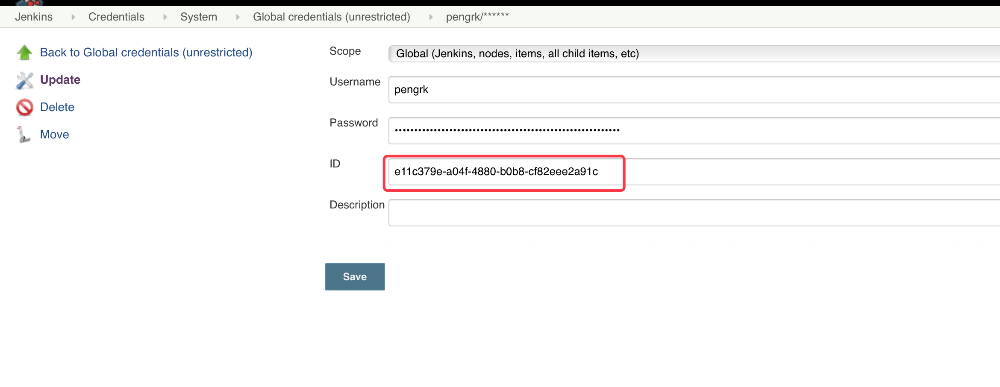 Jenkins Credentials System Global credentials (unrestricted) pengrk/******
Back to Global credentials (unrestricted)
Update
Delete
Move
Scope Global (Jenkins, nodes, items, all child items, etc)
Username pengrk
Password ••••••••••••••••••••••••••••••••••••••••••••••••••••••••••
ID e11c379e-a04f-4880-b0b8-cf82eee2a91c
Description
Save